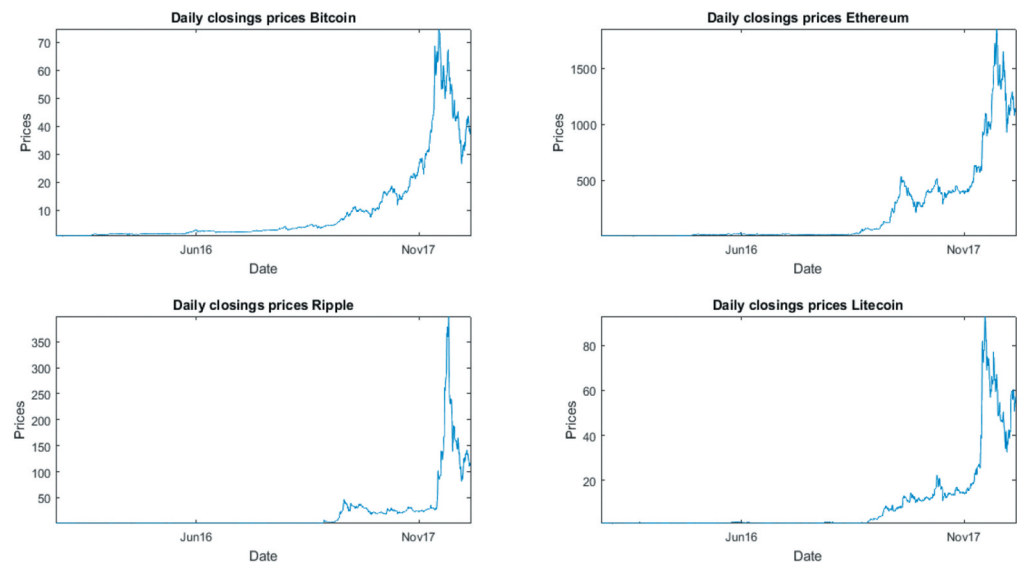 Daily closings prices Bitcoin
70
60
50
40
30
20
10
Prices
Jun16
Nov17
Date
Daily closings prices Ethereum
1500
1000
500
Prices
Jun16
Nov17
Date
Daily closings prices Ripple
350
300
250
200
150
100
50
Prices
Jun16
Nov17
Date
Daily closings prices Litecoin
80
60
40
20
Prices
Jun16
Nov17
Date